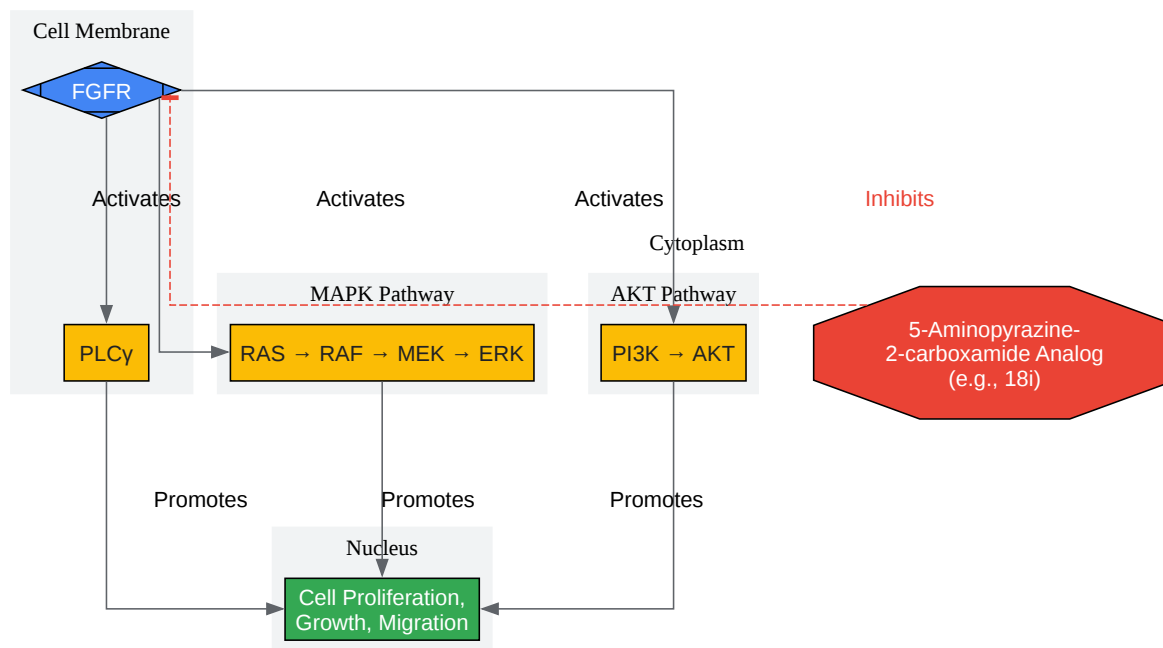 Cell Membrane
FGFR
Activates
Activates
Activates
Inhibits
Cytoplasm
MAPK Pathway
AKT Pathway
PLCγ
RAS → RAF → MEK → ERK
PI3K → AKT
5-Aminopyrazine-
2-carboxamide Analog
(e.g., 18i)
Promotes
Promotes
Promotes
Nucleus
Cell Proliferation,
Growth, Migration